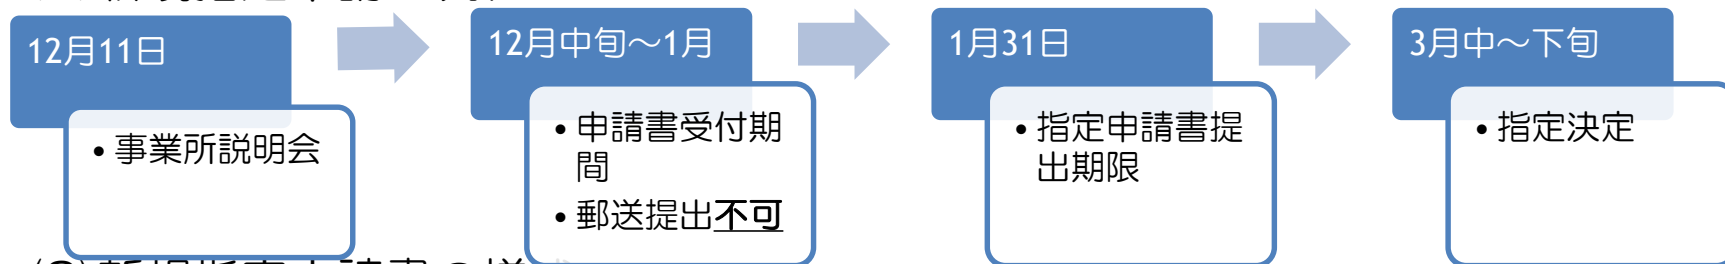 12月11日
• 事業所説明会
12月中旬～1月
• 申請書受付期
間
• 郵送提出不可
1月31日
• 指定申請書提
出期限
3月中～下旬
• 指定決定